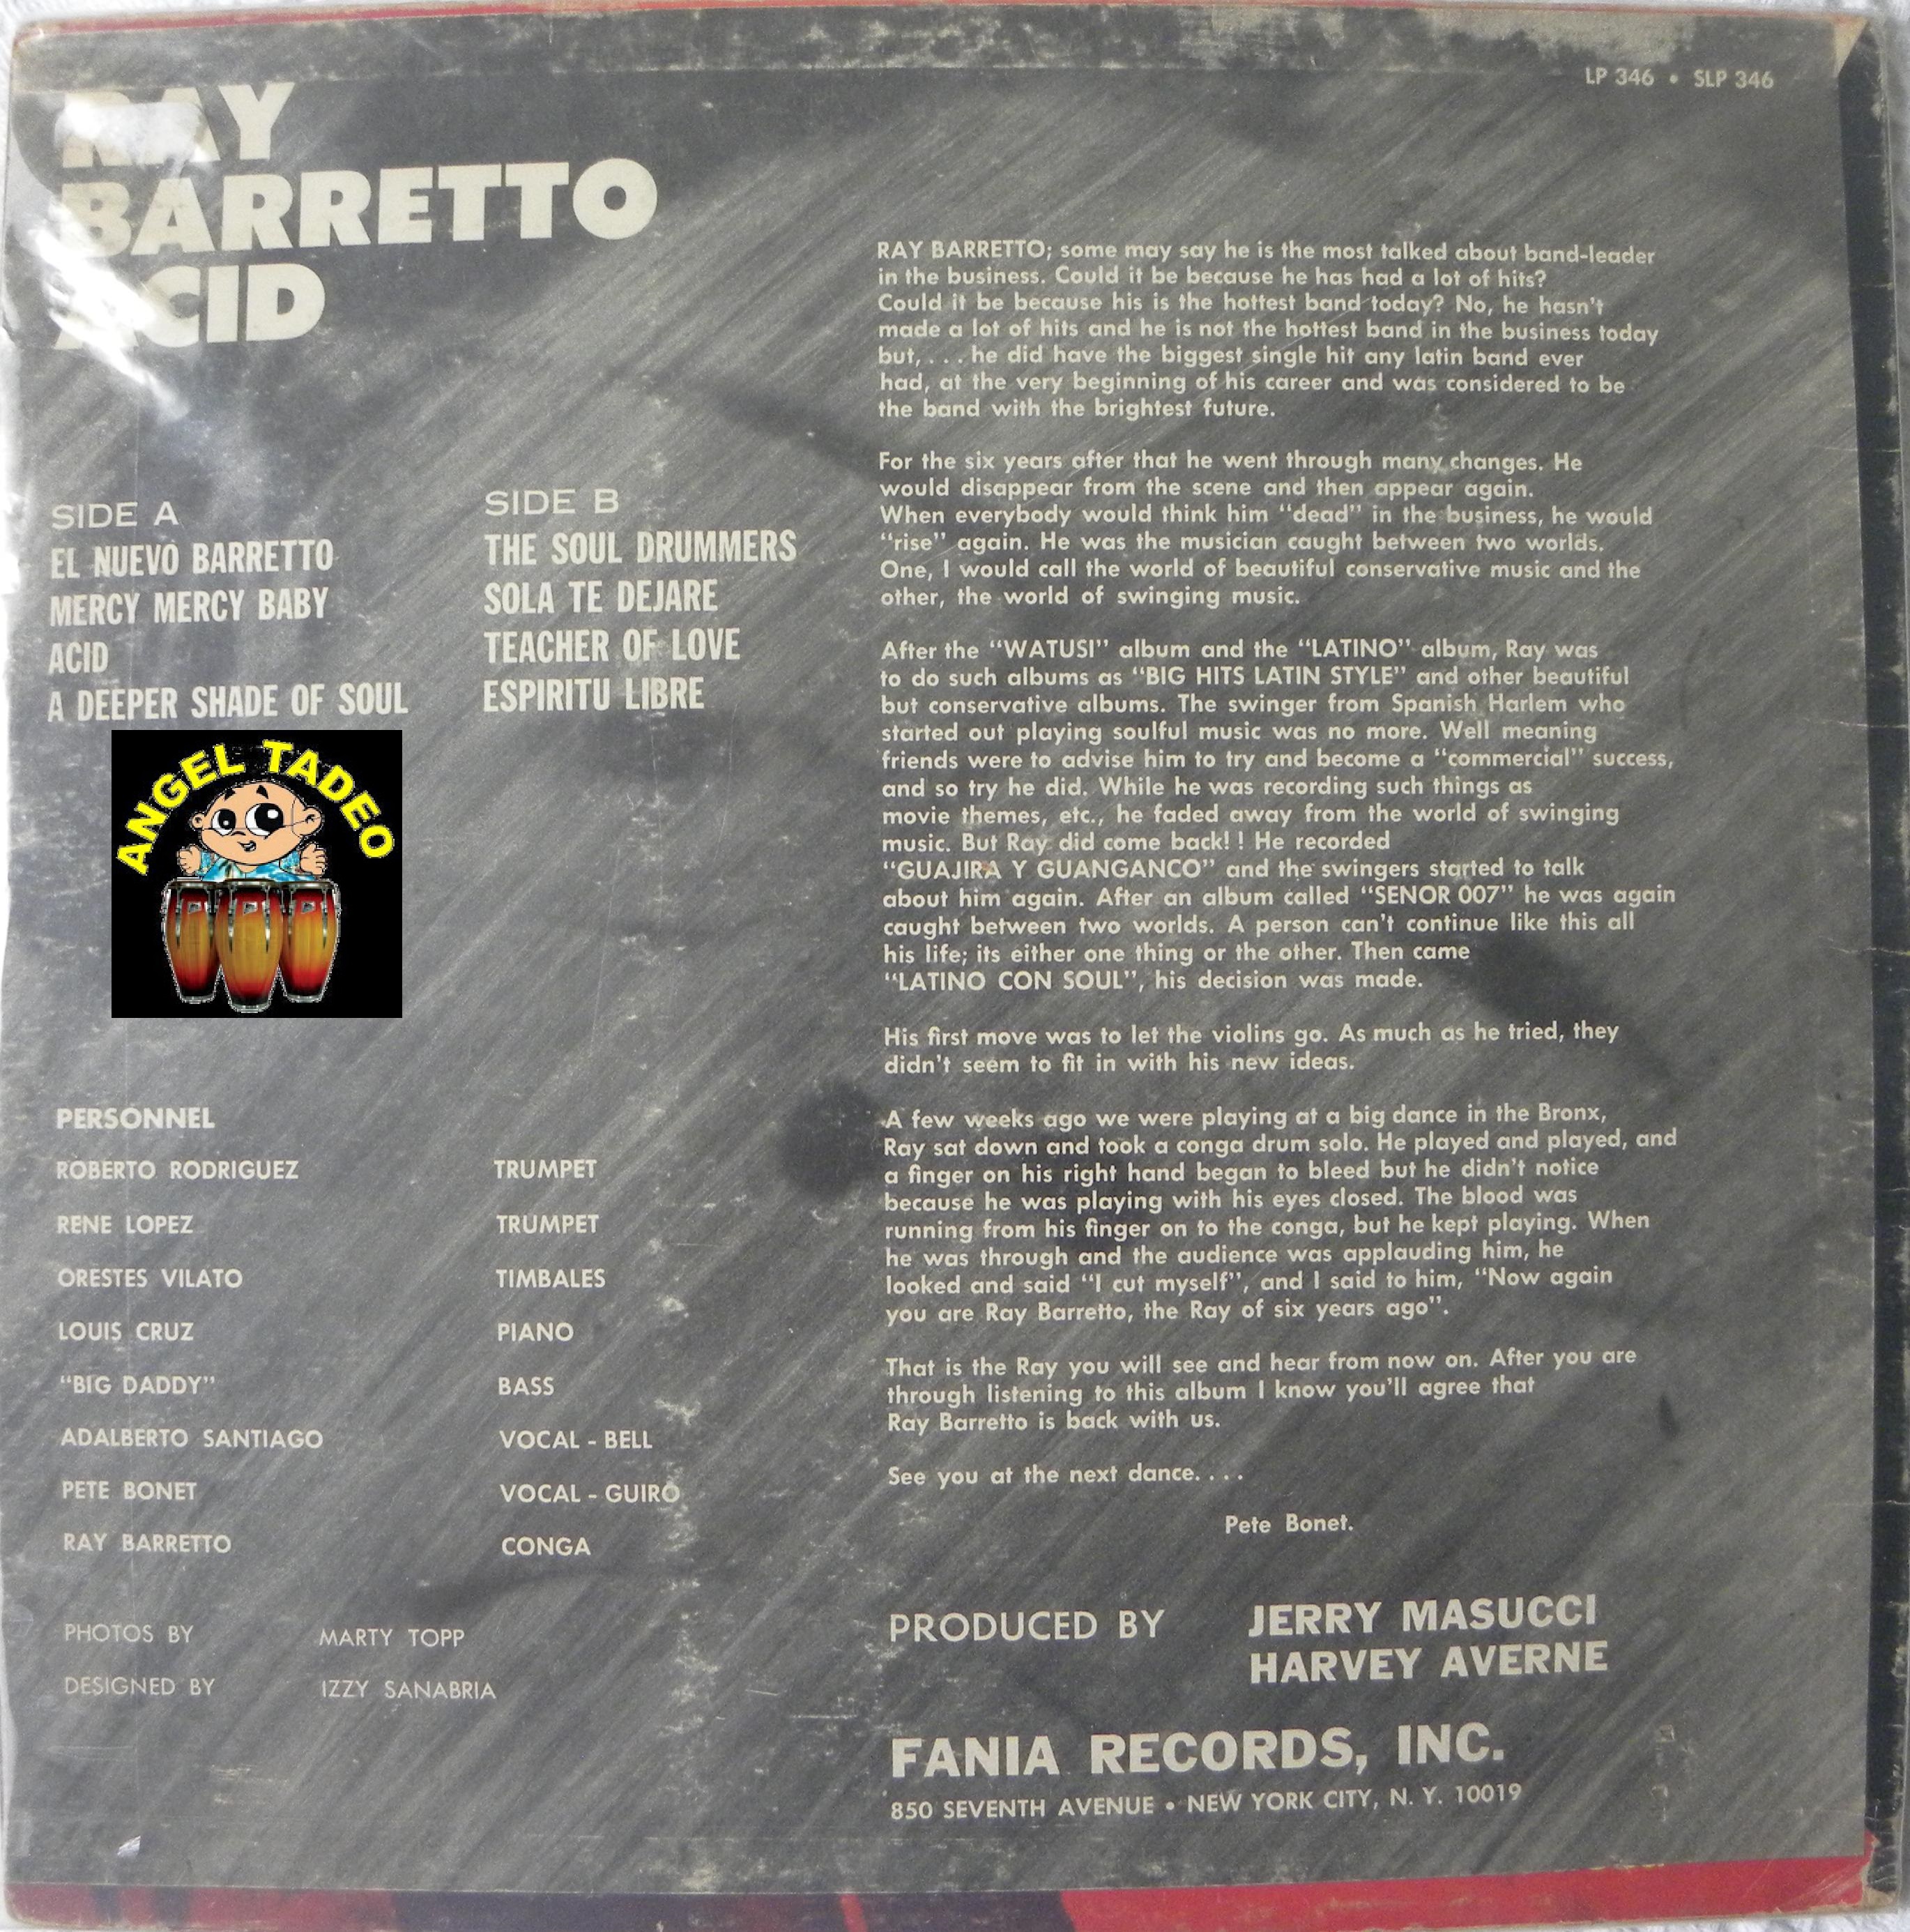 LP 346 • SLP 346
RAY
BARRETTO
ACID
SIDE A
EL NUEVO BARRETTO
MERCY MERCY BABY
ACID
A DEEPER SHADE OF SOUL
SIDE B
THE SOUL DRUMMERS
SOLA TE DEJARE
TEACHER OF LOVE
ESPIRITU LIBRE
ANGEL TADEO
PERSONNEL
ROBERTO RODRIGUEZ TRUMPET
RENE LOPEZ TRUMPET
ORESTES VILATO TIMBALES
LOUIS CRUZ PIANO
“BIG DADDY” BASS
ADALBERTO SANTIAGO VOCAL - BELL
PETE BONET VOCAL - GUIRO
RAY BARRETTO CONGA
PHOTOS BY MARTY TOPP
DESIGNED BY IZZY SANABRIA
RAY BARRETTO; some may say he is the most talked about band-leader
in the business. Could it be because he has had a lot of hits?
Could it be because his is the hottest band today? No, he hasn't
made a lot of hits and he is not the hottest band in the business today
but, . . . he did have the biggest single hit any latin band ever
had, at the very beginning of his career and was considered to be
the band with the brightest future.
For the six years after that he went through many changes. He
would disappear from the scene and then appear again.
When everybody would think him “dead” in the business, he would
“rise” again. He was the musician caught between two worlds.
One, I would call the world of beautiful conservative music and the
other, the world of swinging music.
After the “WATUSI” album and the “LATINO” album, Ray was
to do such albums as “BIG HITS LATIN STYLE” and other beautiful
but conservative albums. The swinger from Spanish Harlem who
started out playing soulful music was no more. Well meaning
friends were to advise him to try and become a “commercial” success,
and so try he did. While he was recording such things as
movie themes, etc., he faded away from the world of swinging
music. But Ray did come back! ! He recorded
“GUAJIRA Y GUANGANCO” and the swingers started to talk
about him again. After an album called “SENOR 007” he was again
caught between two worlds. A person can't continue like this all
his life; its either one thing or the other. Then came
“LATINO CON SOUL”, his decision was made.
His first move was to let the violins go. As much as he tried, they
didn't seem to fit in with his new ideas.
A few weeks ago we were playing at a big dance in the Bronx,
Ray sat down and took a conga drum solo. He played and played, and
a finger on his right hand began to bleed but he didn't notice
because he was playing with his eyes closed. The blood was
running from his finger on to the conga, but he kept playing. When
he was through and the audience was applauding him, he
looked and said “I cut myself”, and I said to him, “Now again
you are Ray Barretto, the Ray of six years ago”.
That is the Ray you will see and hear from now on. After you are
through listening to this album I know you'll agree that
Ray Barretto is back with us.
See you at the next dance. . . .
Pete Bonet.
PRODUCED BY JERRY MASUCCI
HARVEY AVERNE
FANIA RECORDS, INC.
850 SEVENTH AVENUE • NEW YORK CITY, N. Y. 10019